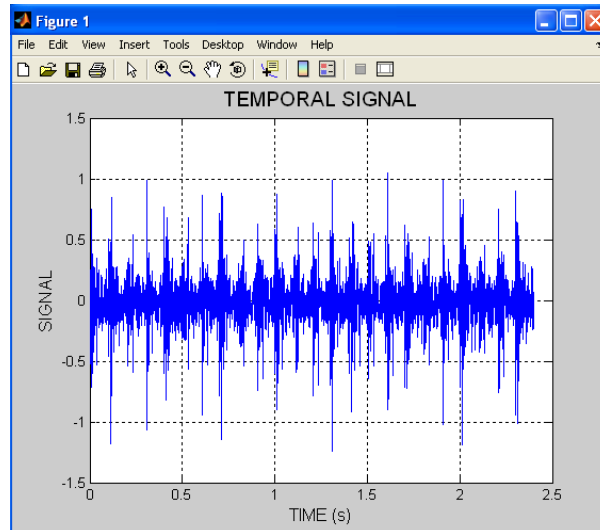 Figure 1
File Edit View Insert Tools Desktop Window Help
TEMPORAL SIGNAL
1.5
1
0.5
0
-0.5
-1
-1.5
SIGNAL
0 0.5 1 1.5 2 2.5
TIME (s)